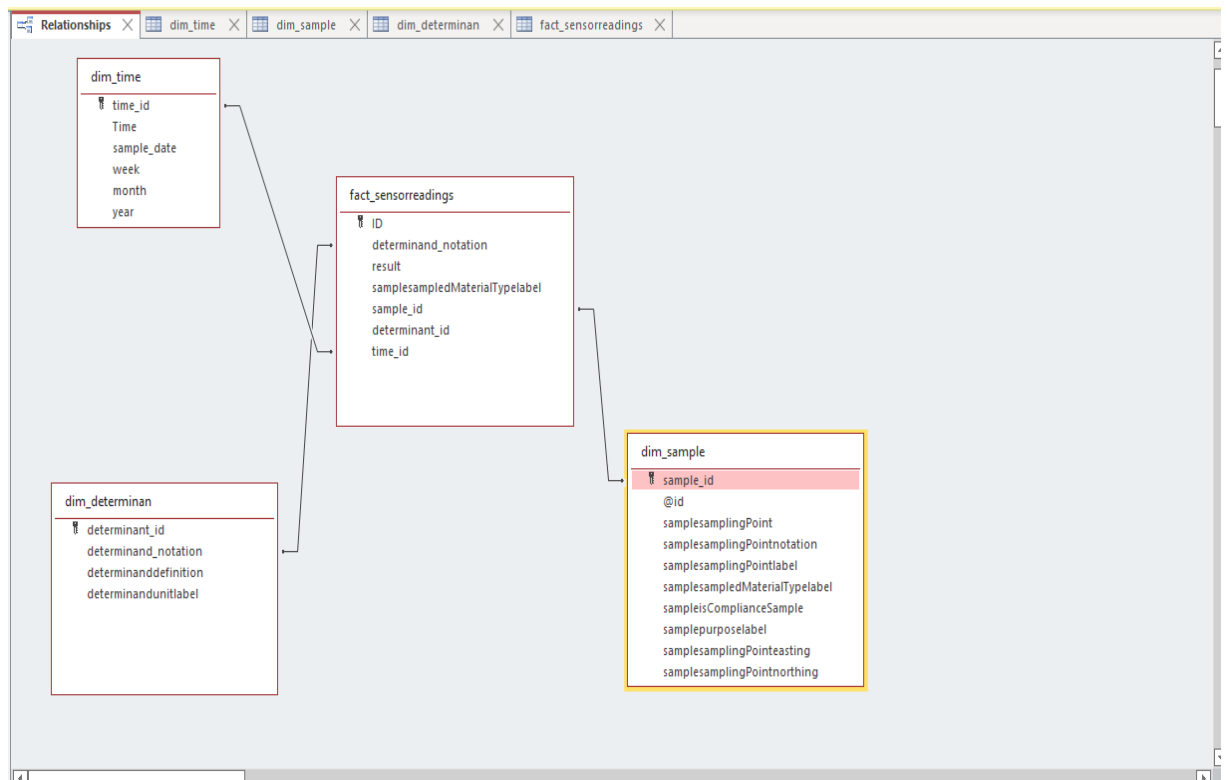 Relationships
dim_time
dim_sample
dim_determinan
fact_sensorreadings
dim_time
time_id
Time
sample_date
week
month
year
fact_sensorreadings
ID
determinand_notation
result
samplesampledMaterialTypelabel
sample_id
determinant_id
time_id
dim_determinan
determinant_id
determinand_notation
determinanddefinition
determinandunitlabel
dim_sample
sample_id
@id
samplesamplingPoint
samplesamplingPointnotation
samplesamplingPointlabel
samplesampledMaterialTypelabel
sampleisComplianceSample
samplepurposelabel
samplesamplingPointeasting
samplesamplingPointnorthing